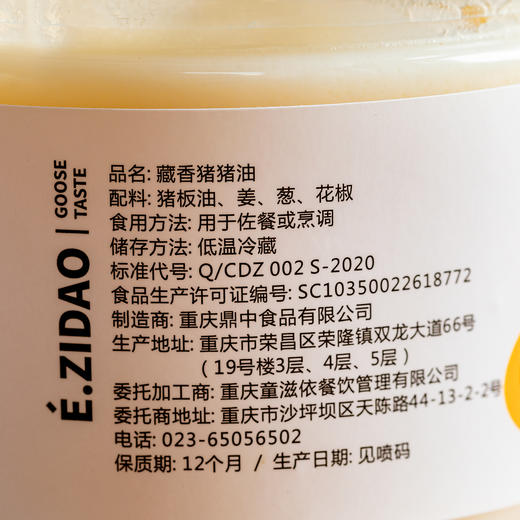 É.ZIDAO
GOOSE
TASTE
品名: 藏香猪猪油
配料: 猪板油、姜、葱、花椒
食用方法: 用于佐餐或烹调
储存方法: 低温冷藏
标准代号: Q/CDZ 002 S-2020
食品生产许可证编号: SC10350022618772
制造商: 重庆鼎中食品有限公司
生产地址: 重庆市荣昌区荣隆镇双龙大道66号
（19号楼3层、4层、5层）
委托加工商: 重庆童滋依餐饮管理有限公司
委托商地址: 重庆市沙坪坝区天陈路44-13-2-2号
电话: 023-65056502
保质期: 12个月 / 生产日期: 见喷码